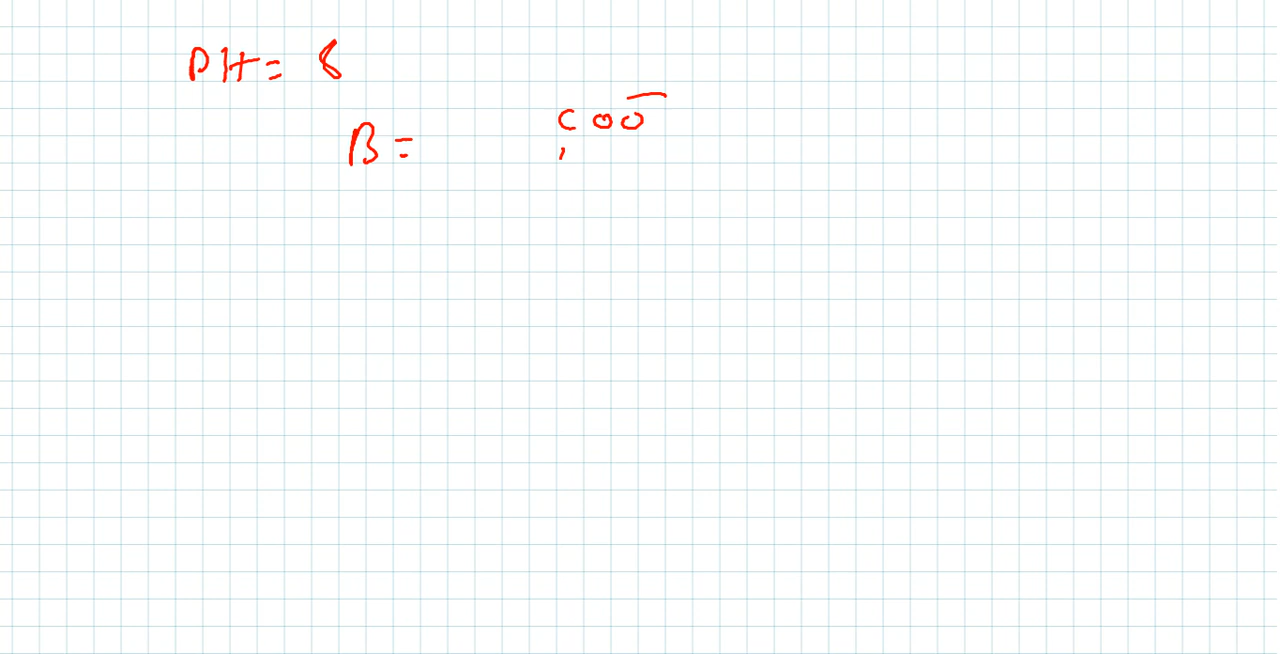 PH = 8
B =
COO‾